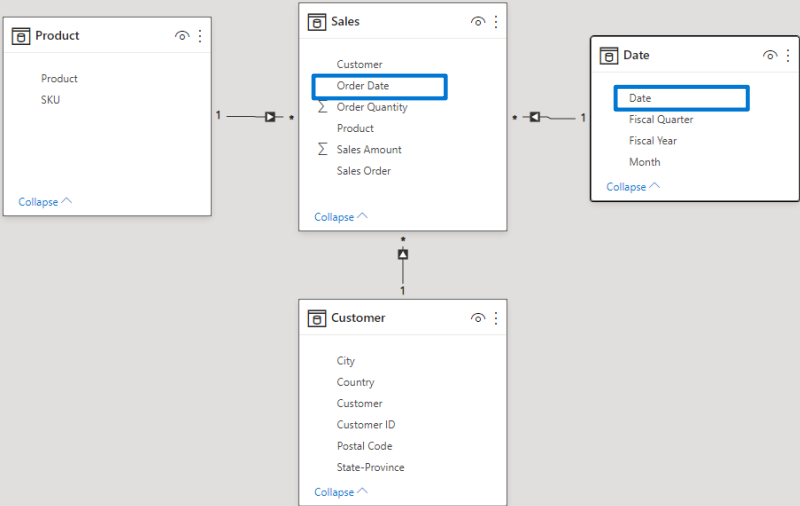 Product
Product
SKU
Collapse
1
*
Sales
Customer
Order Date
Σ Order Quantity
Product
Σ Sales Amount
Sales Order
Collapse
*
1
Date
Date
Fiscal Quarter
Fiscal Year
Month
Collapse
*
1
Customer
City
Country
Customer
Customer ID
Postal Code
State-Province
Collapse